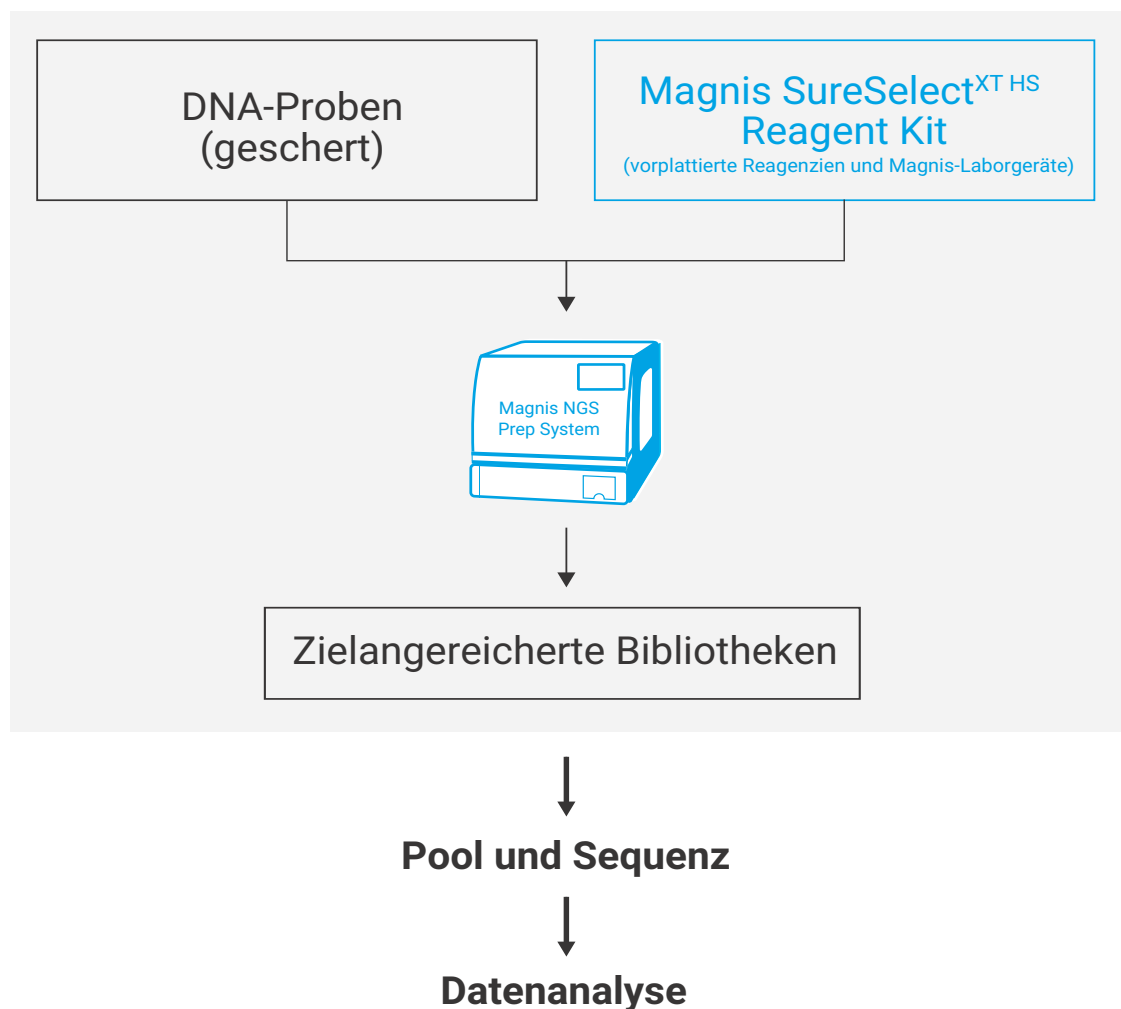 DNA-Proben
(geschert)
Magnis SureSelectXT HS
Reagent Kit
(vorplattierte Reagenzien und Magnis-Laborgeräte)
Magnis NGS
Prep System
Zielangereicherte Bibliotheken
Pool und Sequenz
Datenanalyse